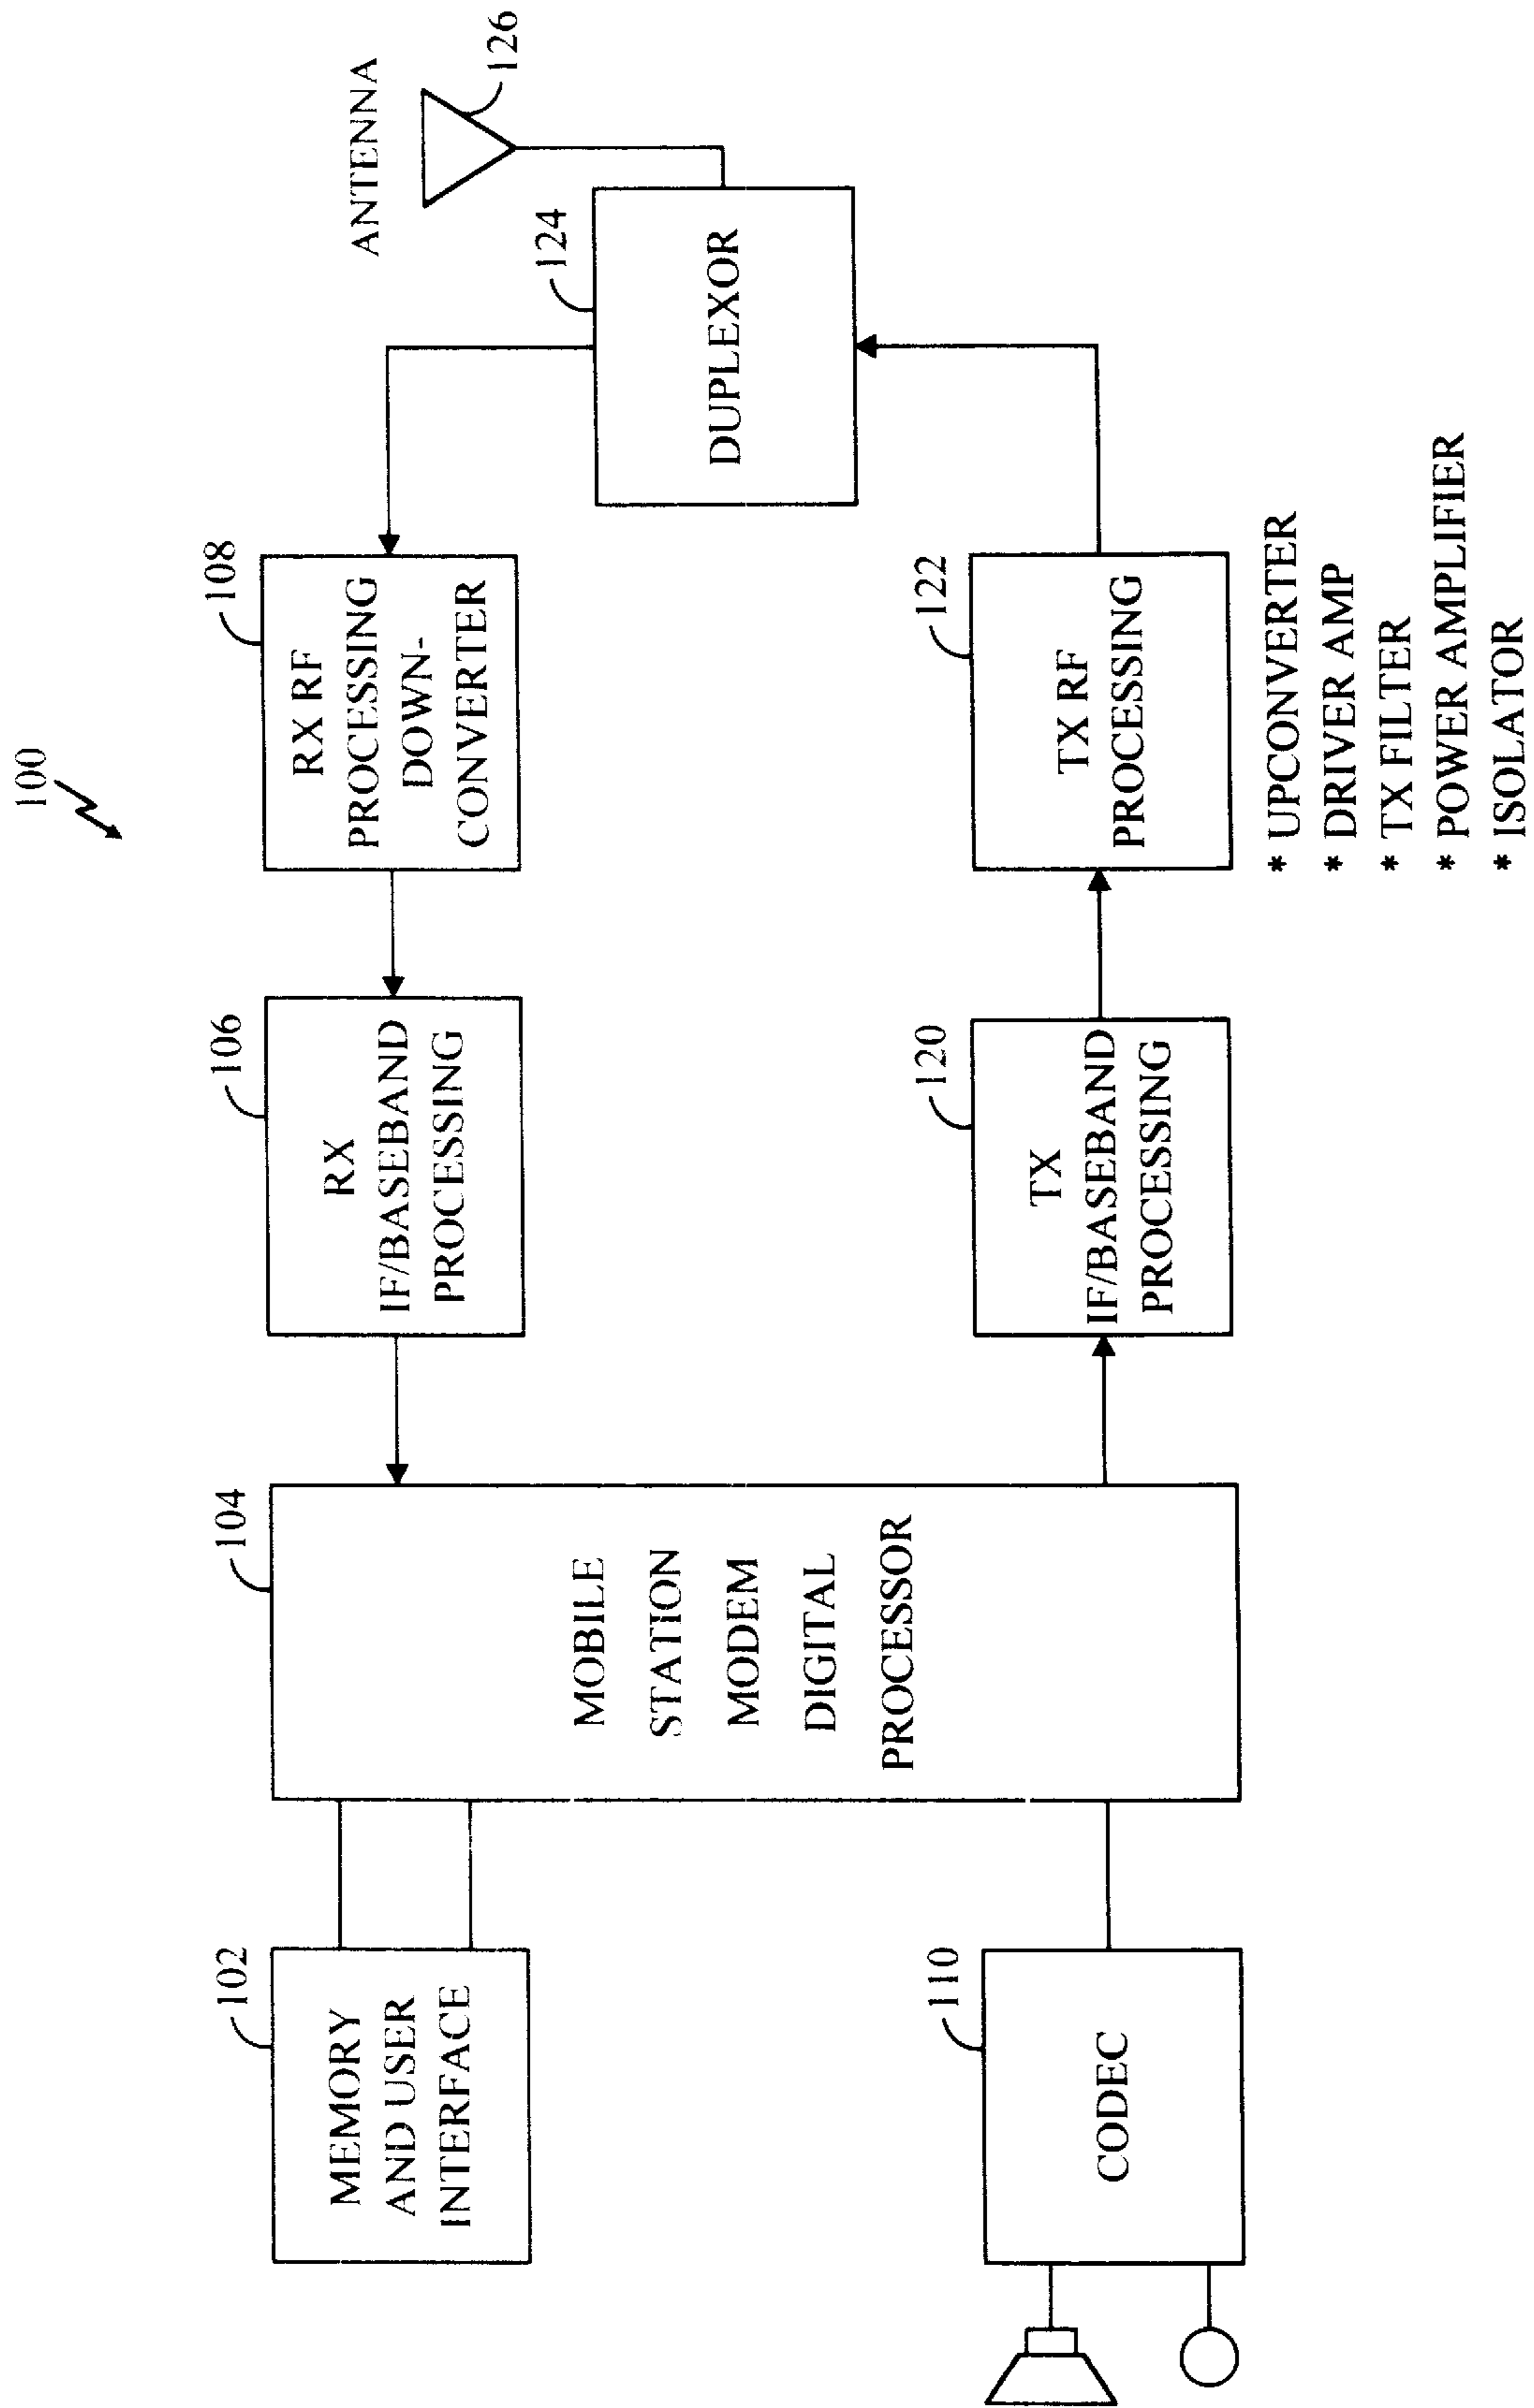 100
102
MEMORY
AND USER
INTERFACE
104
MOBILE
STATION
MODEM
DIGITAL
PROCESSOR
106
RX
IF/BASEBAND
PROCESSING
108
RX RF
PROCESSING
DOWN-
CONVERTER
ANTENNA
126
124
DUPLEXOR
110
CODEC
120
TX
IF/BASEBAND
PROCESSING
122
TX RF
PROCESSING
* UPCONVERTER
* DRIVER AMP
* TX FILTER
* POWER AMPLIFIER
* ISOLATOR